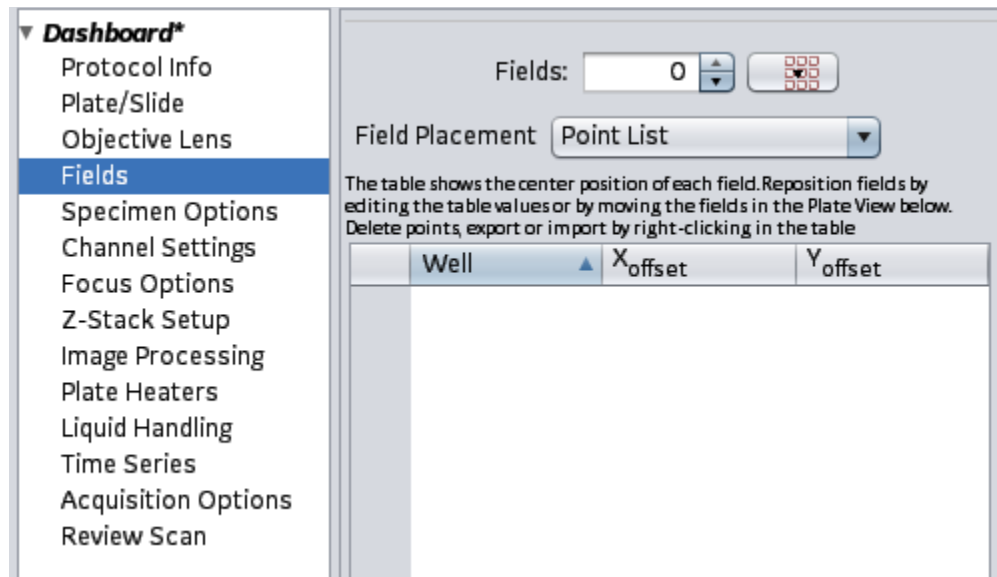 Dashboard*
Protocol Info
Plate/Slide
Objective Lens
Fields
Specimen Options
Channel Settings
Focus Options
Z-Stack Setup
Image Processing
Plate Heaters
Liquid Handling
Time Series
Acquisition Options
Review Scan
Fields: 0
Field Placement Point List
The table shows the center position of each field. Reposition fields by
editing the table values or by moving the fields in the Plate View below.
Delete points, export or import by right-clicking in the table
Well Xoffset Yoffset